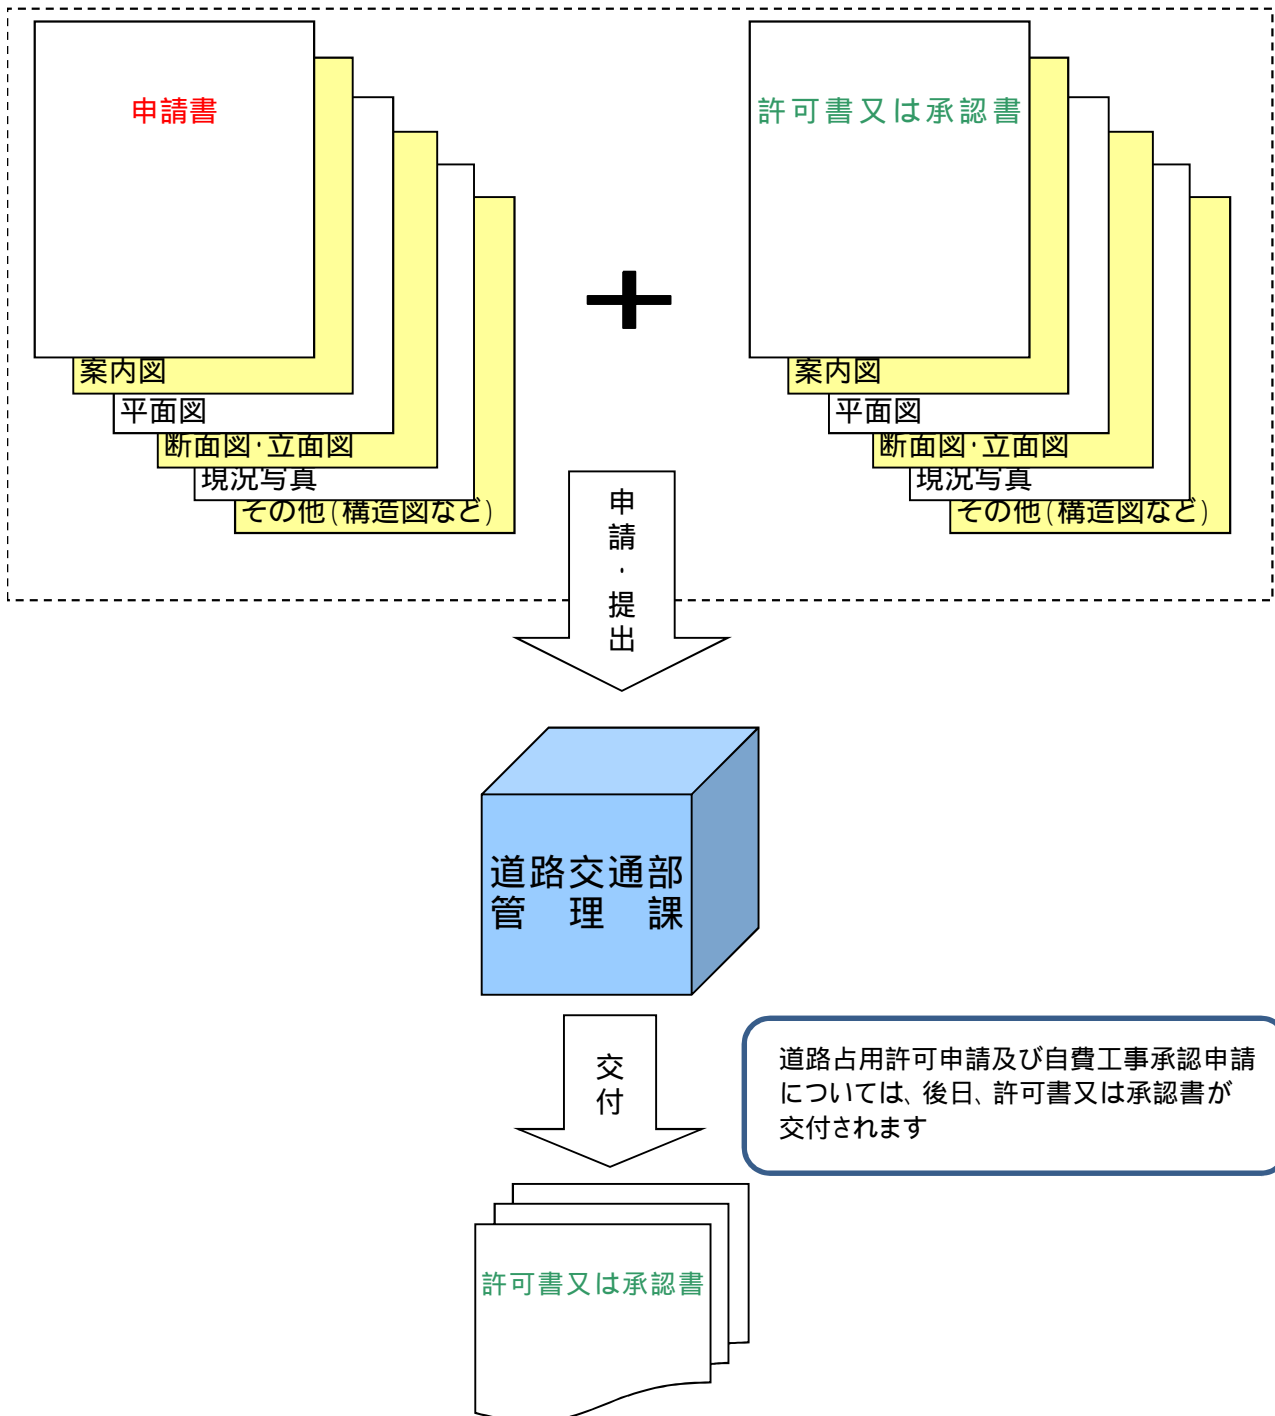 申請書
案内図
平面図
断面図・立面図
現況写真
その他(構造図など)
許可書又は承認書
案内図
平面図
断面図・立面図
現況写真
その他(構造図など)
申請・提出
道路交通部
管理課
交付
道路占用許可申請及び自費工事承認申請
については、後日、許可書又は承認書が
交付されます
許可書又は承認書